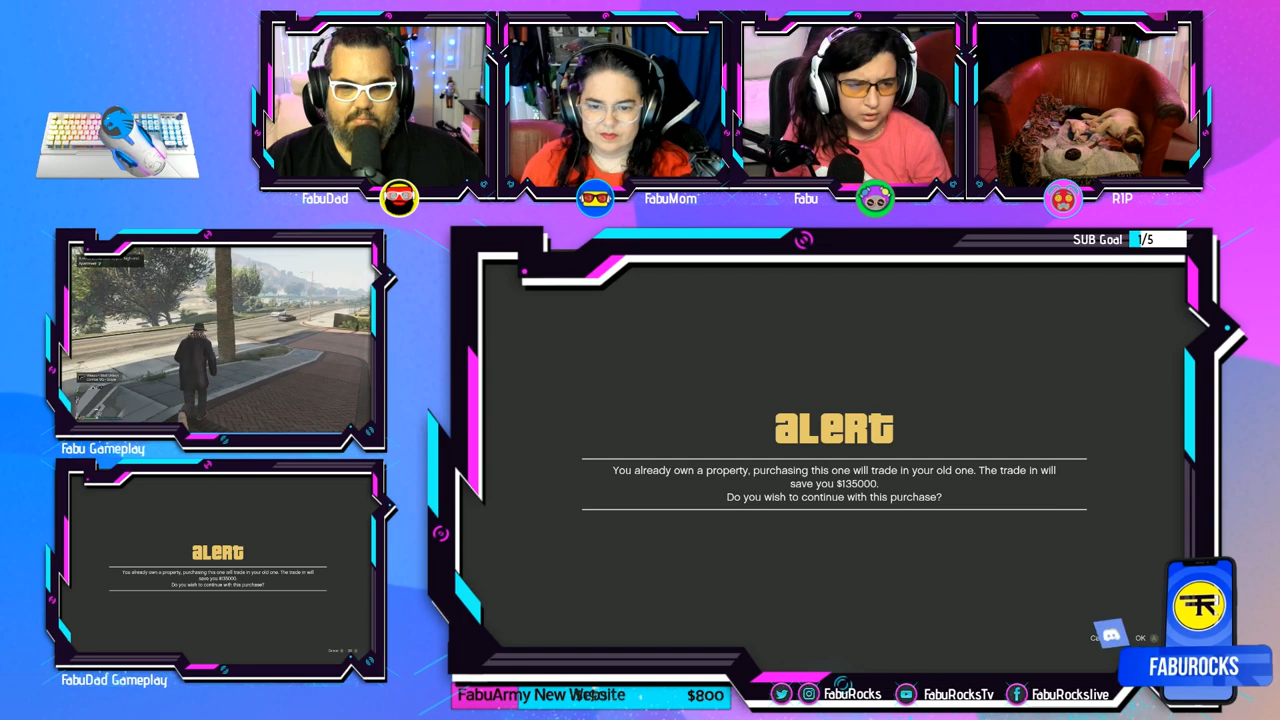 FabuDad
FabuMom
Fabu
RIP
SUB Goal 1/5
Fabu Gameplay
alert
You already own a property, purchasing this one will trade in your old one. The trade in will
save you $135000.
Do you wish to continue with this purchase?
alert
You already own a property, purchasing this one will trade in your old one. The trade in will
save you $135000.
Do you wish to continue with this purchase?
OK
FabuDad Gameplay
FABUROCKS
FabuArmy New Website $800
FabuRocks
FabuRocksTv
FabuRockslive